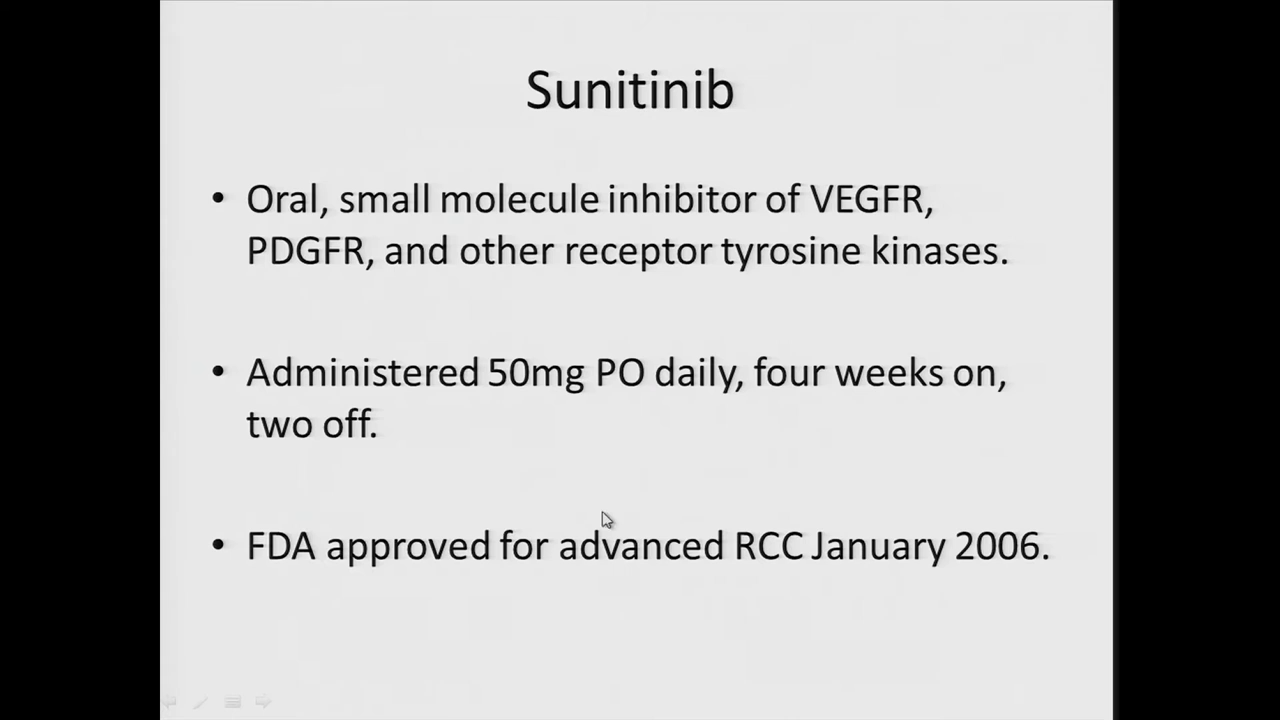 Sunitinib
• Oral, small molecule inhibitor of VEGFR,
PDGFR, and other receptor tyrosine kinases.
• Administered 50mg PO daily, four weeks on,
two off.
• FDA approved for advanced RCC January 2006.